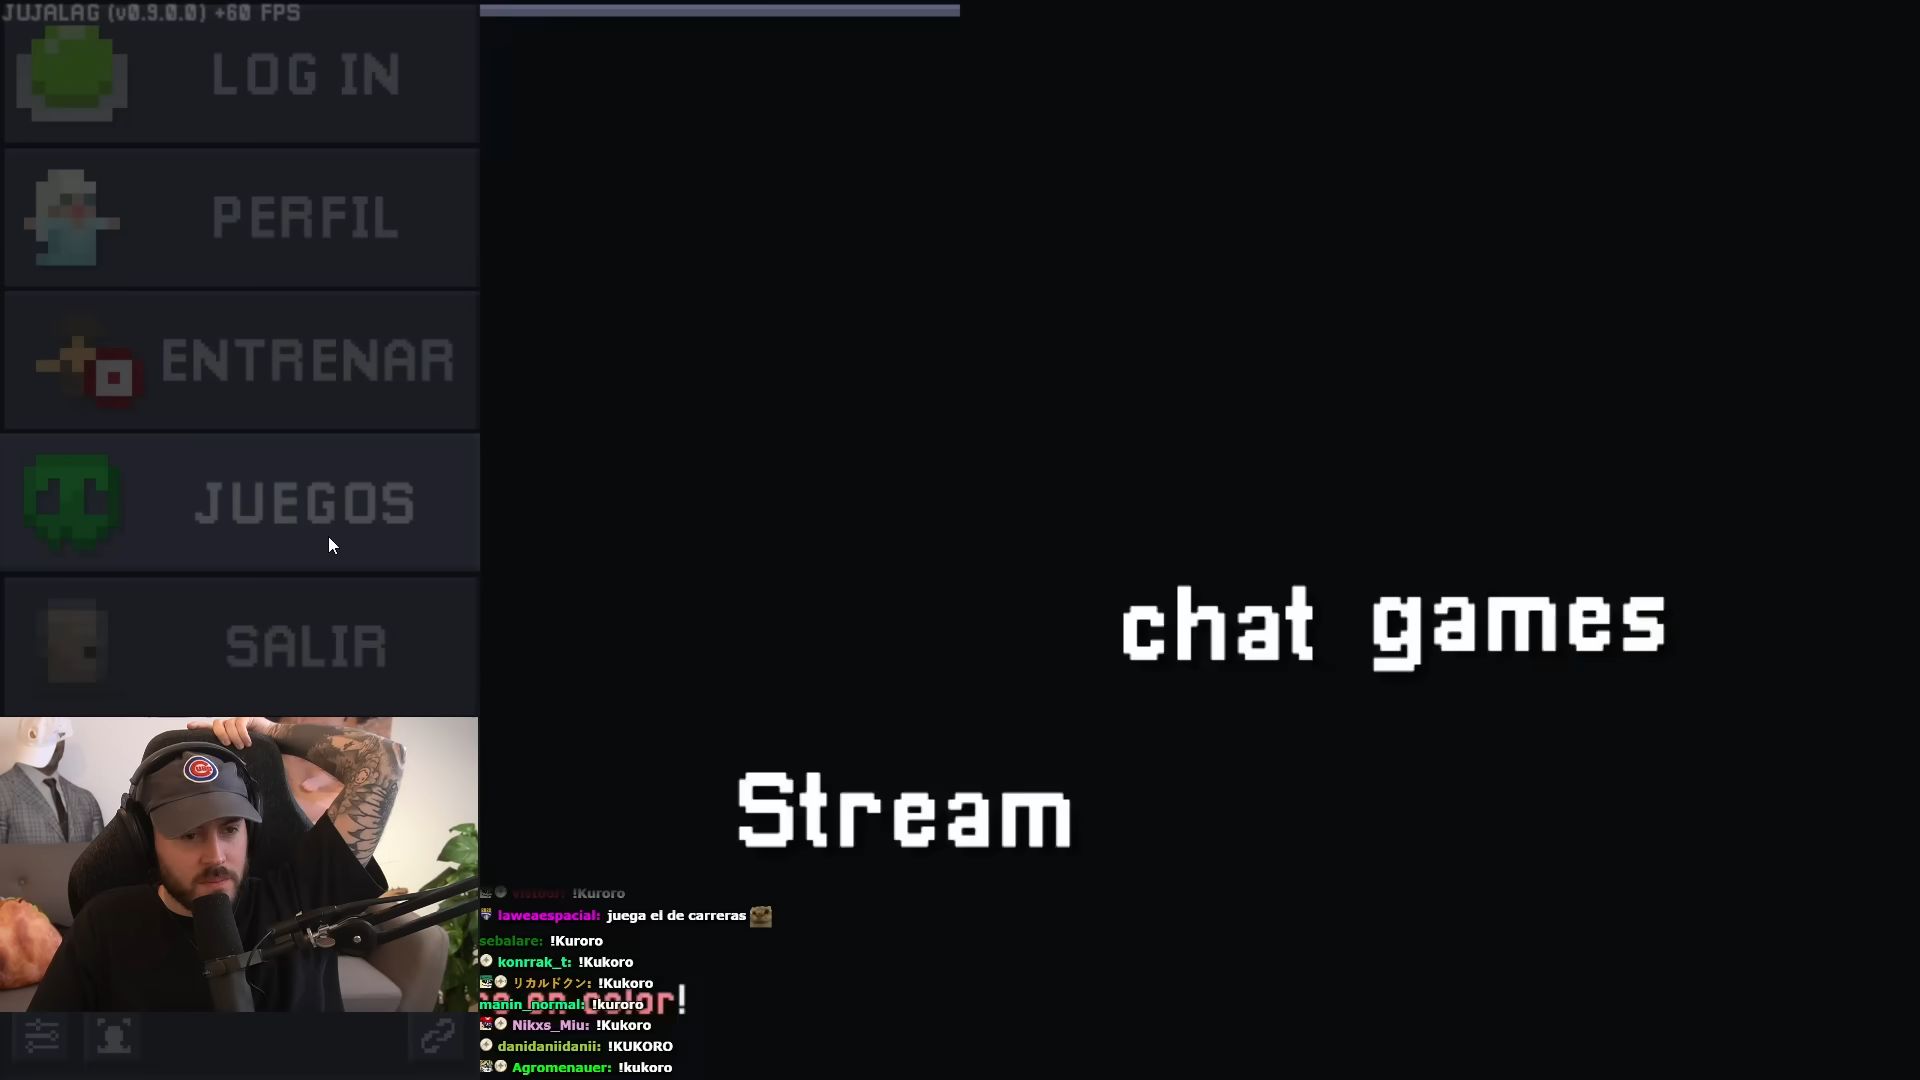 JUJALAG (v0.9.0.0) +60 FPS
LOG IN
PERFIL
ENTRENAR
JUEGOS
SALIR
chat games
Stream
!Kuroro
laweaespacial: juega el de carreras
sebalare: !Kuroro
konrrak_t: !Kukoro
リカルドクン: !Kukoro
manin_normal: !kuroro
Nikxs_Miu: !Kukoro
danidaniidanii: !KUKORO
Agromenauer: !kukoro